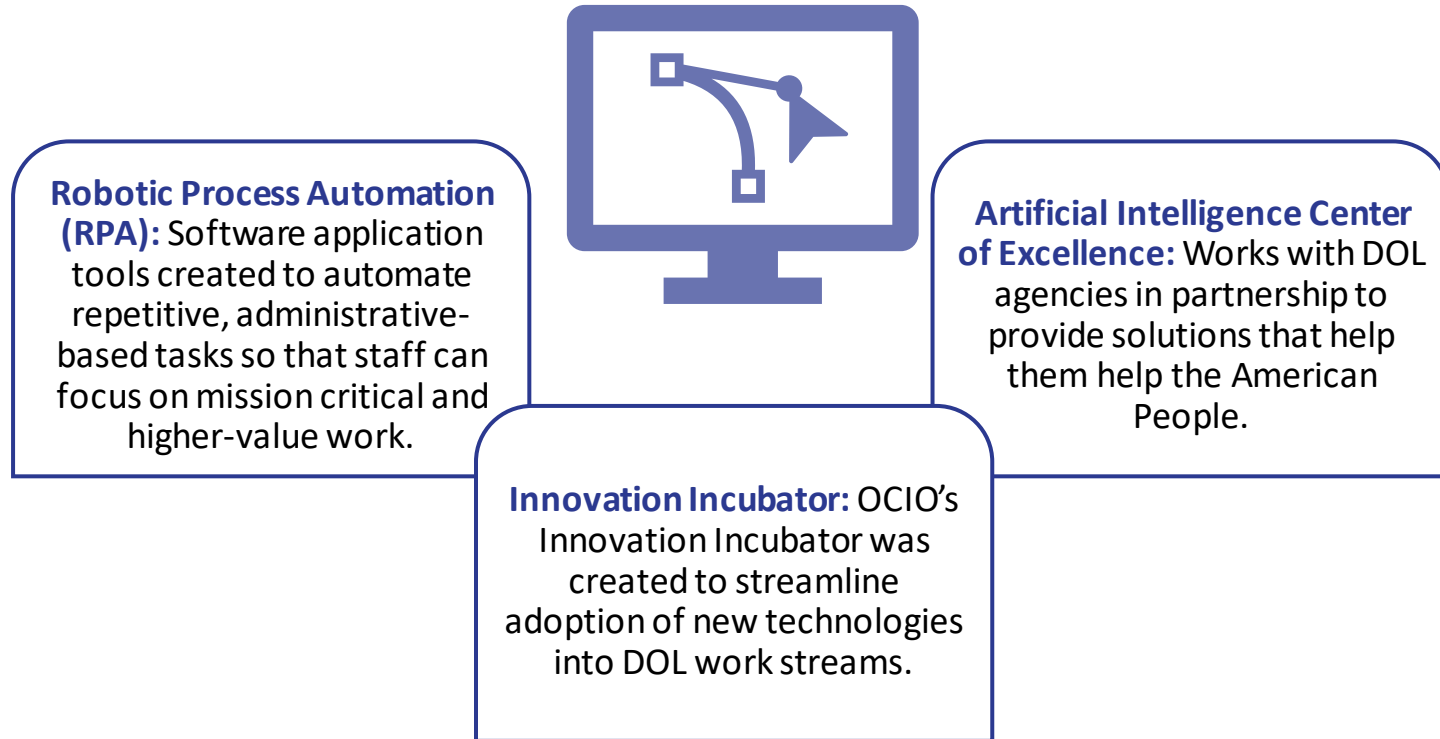 Robotic Process Automation
(RPA): Software application
tools created to automate
repetitive, administrative-
based tasks so that staff can
focus on mission critical and
higher-value work.
Innovation Incubator: OCIO’s
Innovation Incubator was
created to streamline
adoption of new technologies
into DOL work streams.
Artificial Intelligence Center
of Excellence: Works with DOL
agencies in partnership to
provide solutions that help
them help the American
People.